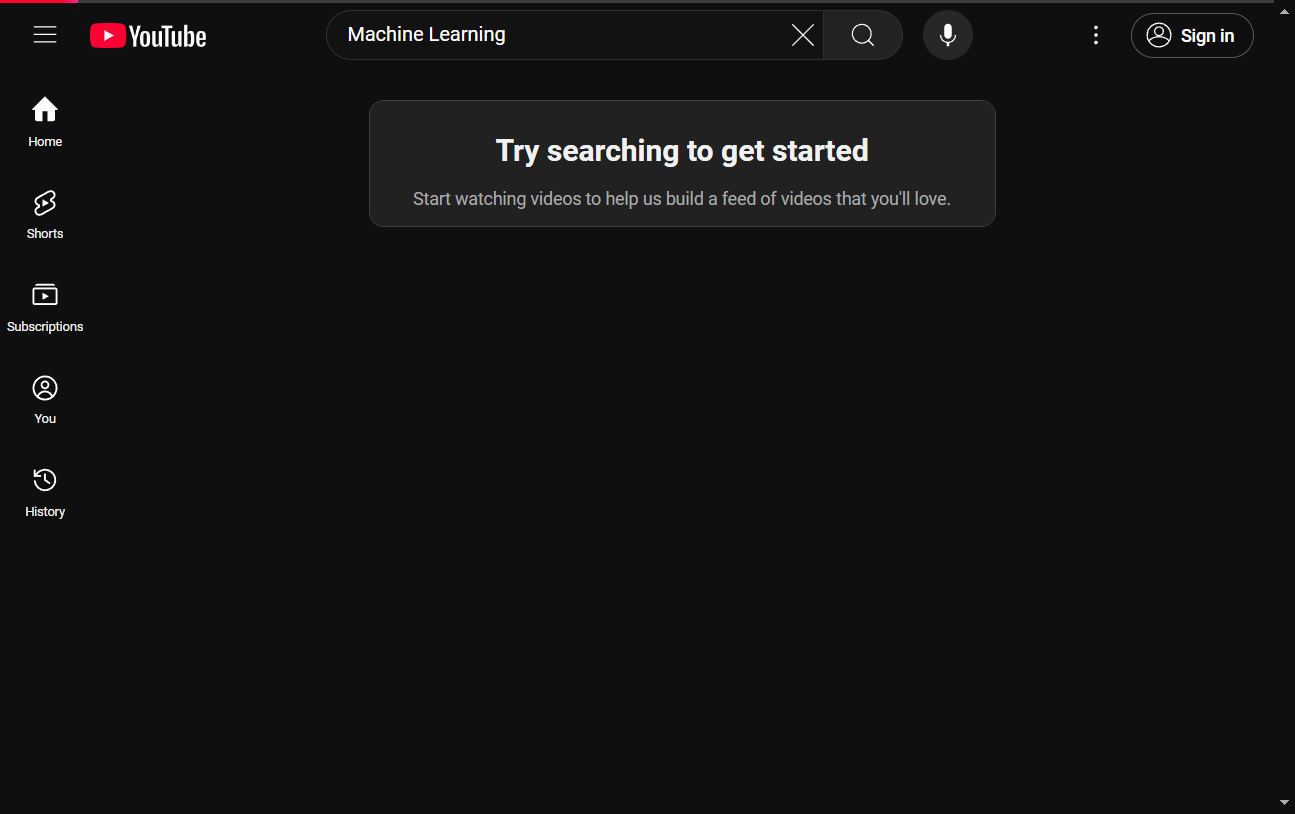 YouTube
Machine Learning
Sign in
Home
Shorts
Subscriptions
You
History
Try searching to get started
Start watching videos to help us build a feed of videos that you'll love.